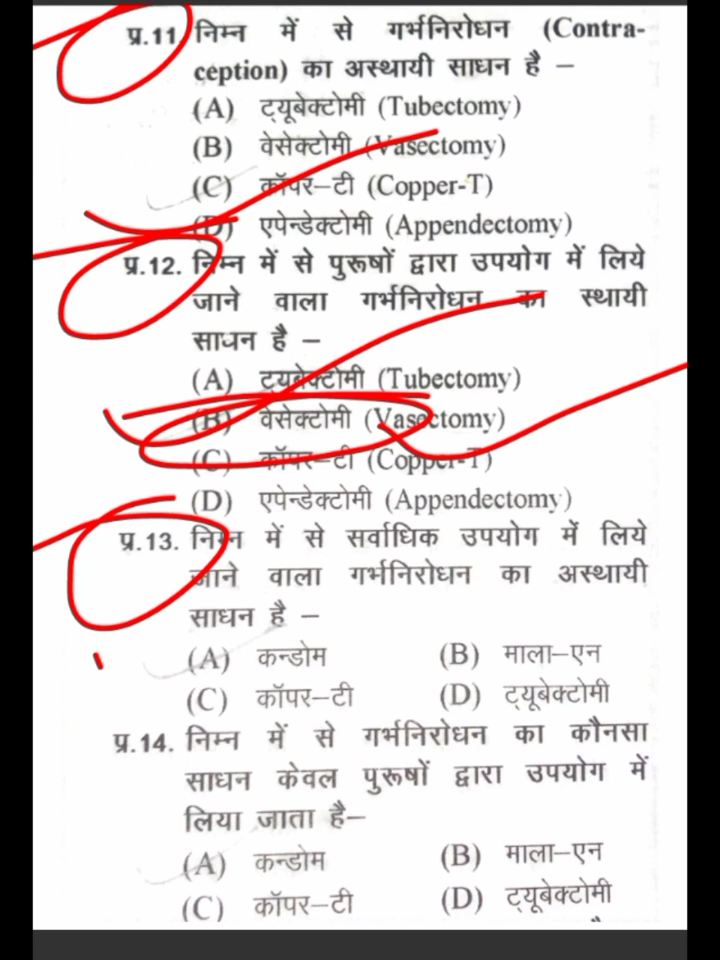 प्र.11. निम्न में से गर्भनिरोधन (Contra-
ception) का अस्थायी साधन है –
(A) ट्यूबेक्टोमी (Tubectomy)
(B) वेसेक्टोमी (Vasectomy)
(C) कॉपर–टी (Copper-T)
(D) एपेन्डेक्टोमी (Appendectomy)
प्र.12. निम्न में से पुरूषों द्वारा उपयोग में लिये
जाने वाला गर्भनिरोधन का स्थायी
साधन है –
(A) ट्यूबेक्टोमी (Tubectomy)
(B) वेसेक्टोमी (Vasectomy)
(C) कॉपर–टी (Copper-T)
(D) एपेन्डेक्टोमी (Appendectomy)
प्र.13. निम्न में से सर्वाधिक उपयोग में लिये
जाने वाला गर्भनिरोधन का अस्थायी
साधन है –
(A) कन्डोम (B) माला–एन
(C) कॉपर–टी (D) ट्यूबेक्टोमी
प्र.14. निम्न में से गर्भनिरोधन का कौनसा
साधन केवल पुरूषों द्वारा उपयोग में
लिया जाता है–
(A) कन्डोम (B) माला–एन
(C) कॉपर–टी (D) ट्यूबेक्टोमी